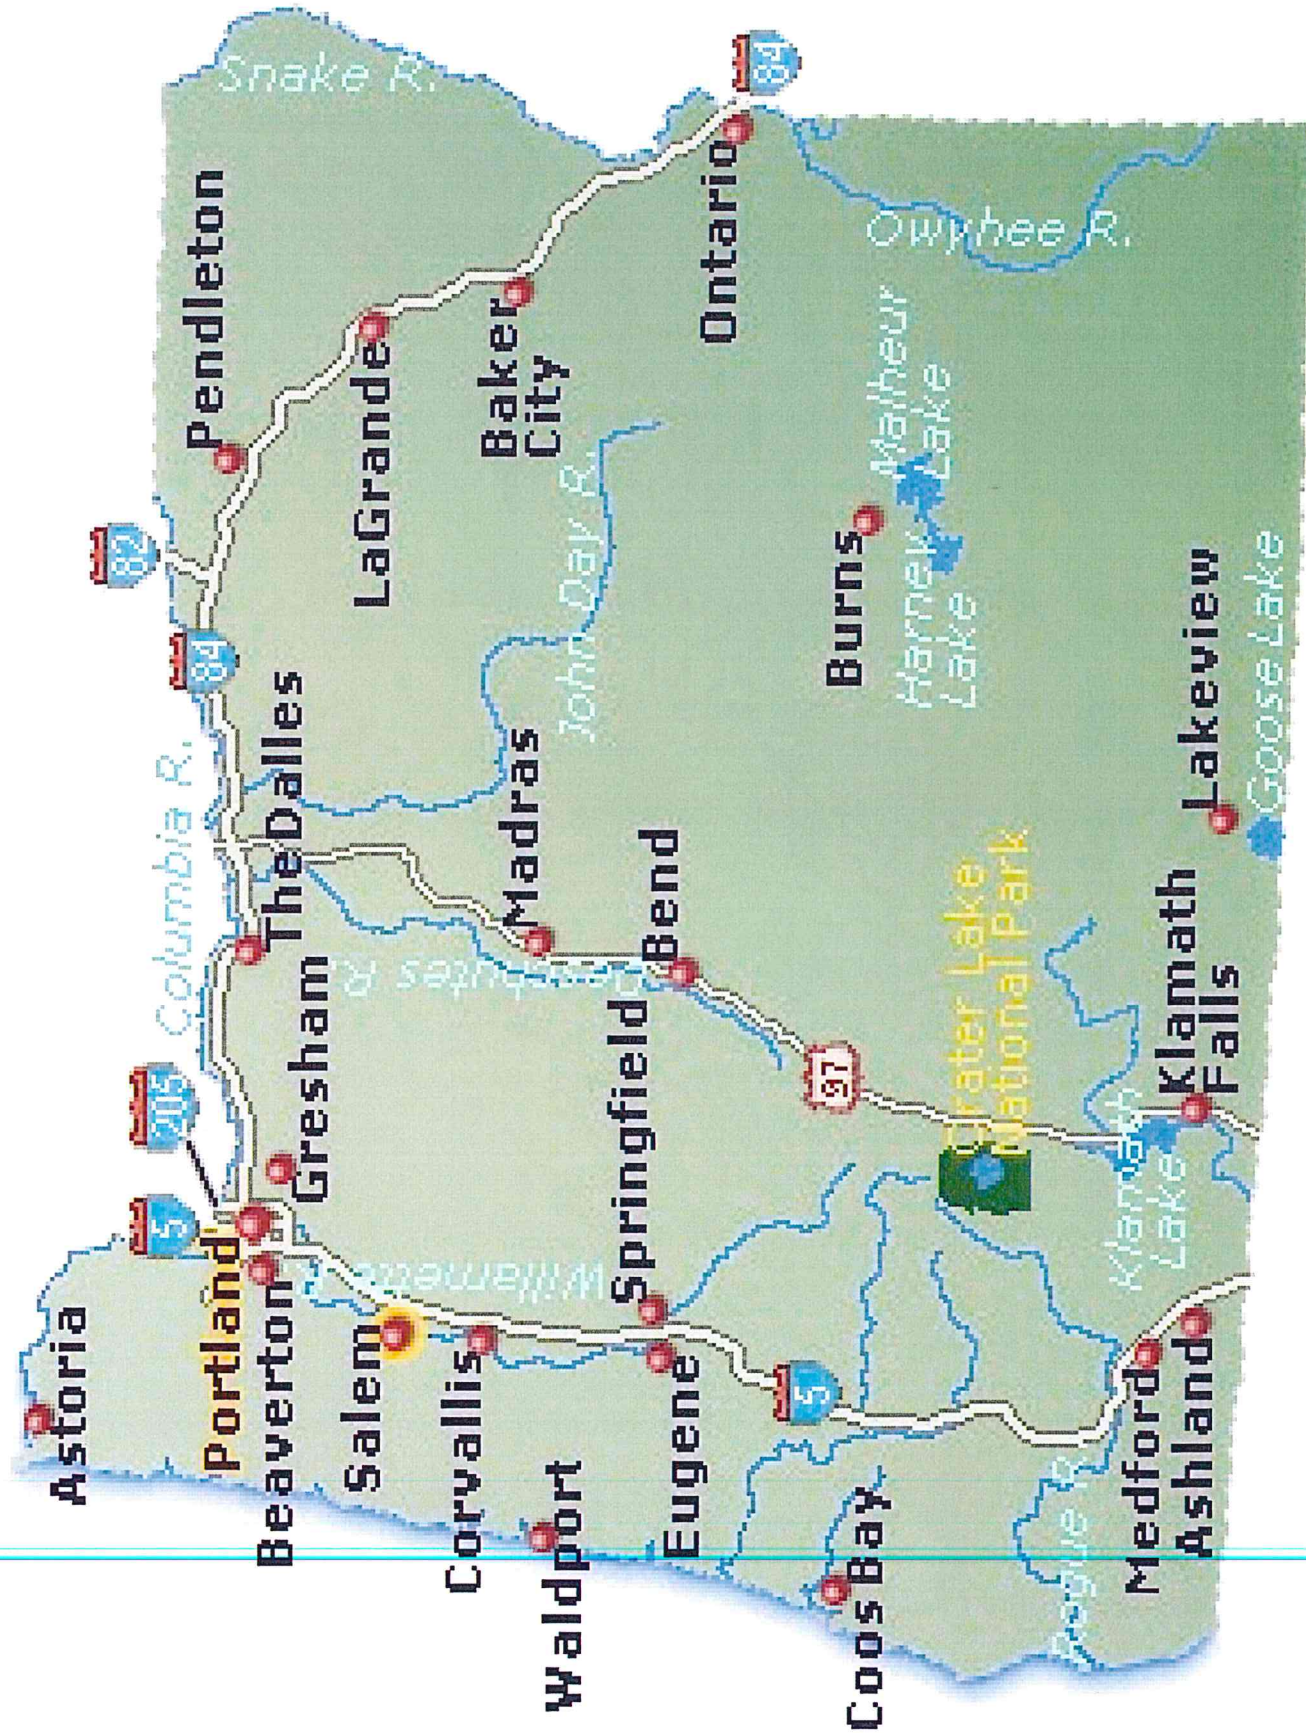 Astoria
5
205
Columbia R.
84
82
Pendleton
Snake R.
Portland
Beaverton
Gresham
The Dalles
Salem
LaGrande
Willamette R.
Deschutes R.
Madras
John Day R.
Baker
City
Corvallis
Waldport
Springfield
Bend
Eugene
Ontario
84
5
97
Coos Bay
Burns
Malheur
Lake
Harney
Lake
Owyhee R.
Crater Lake
National Park
Rogue R.
Klamath
Lake
Medford
Ashland
Klamath
Falls
Lakeview
Goose Lake